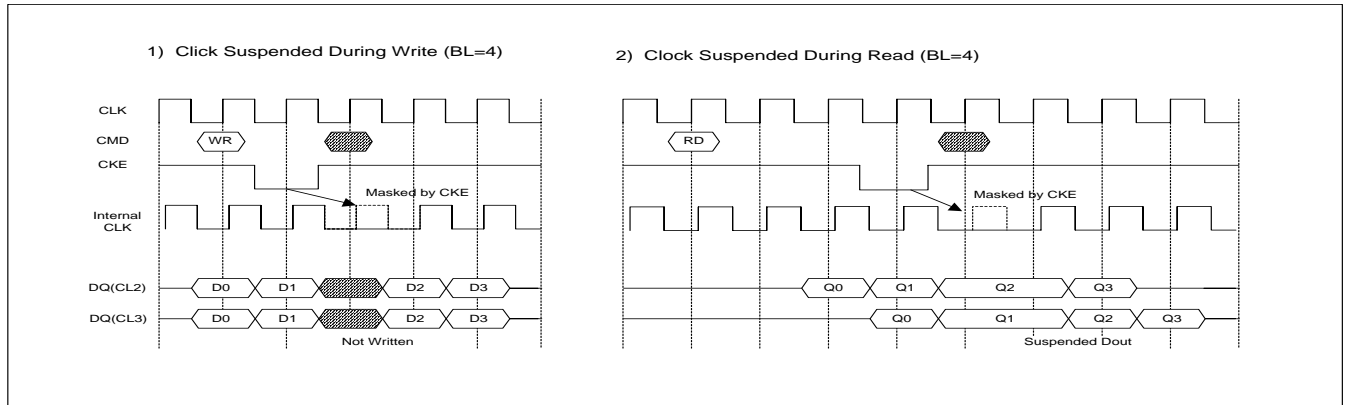 1) Click Suspended During Write (BL=4)
2) Clock Suspended During Read (BL=4)
CLK
CMD
WR
RD
CKE
Masked by CKE
Masked by CKE
Internal
CLK
DQ(CL2)
D0
D1
D2
D3
Q0
Q1
Q2
Q3
DQ(CL3)
D0
D1
D2
D3
Q0
Q1
Q2
Q3
Not Written
Suspended Dout